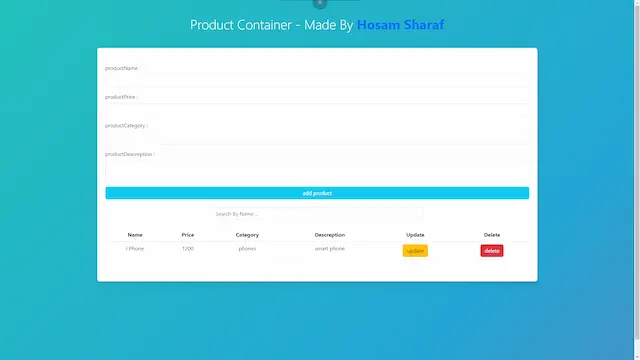 Product Container - Made By Hosam Sharaf
productName :
productPrice :
productCategory :
productDescreption :
add product
Search By Name ..
Name Price Category Descreption Update Delete
I Phone 1200 phones smart phone update delete